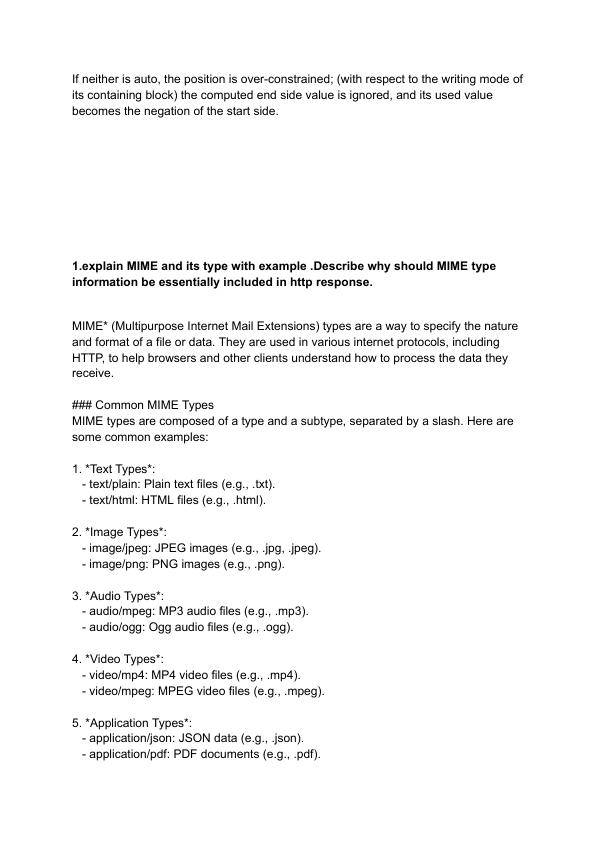 If neither is auto, the position is over-constrained; (with respect to the writing mode of
its containing block) the computed end side value is ignored, and its used value
becomes the negation of the start side.
1.explain MIME and its type with example .Describe why should MIME type
information be essentially included in http response.
MIME* (Multipurpose Internet Mail Extensions) types are a way to specify the nature
and format of a file or data. They are used in various internet protocols, including
HTTP, to help browsers and other clients understand how to process the data they
receive.
### Common MIME Types
MIME types are composed of a type and a subtype, separated by a slash. Here are
some common examples:
1. *Text Types*:
- text/plain: Plain text files (e.g., .txt).
- text/html: HTML files (e.g., .html).
2. *Image Types*:
- image/jpeg: JPEG images (e.g., .jpg, .jpeg).
- image/png: PNG images (e.g., .png).
3. *Audio Types*:
- audio/mpeg: MP3 audio files (e.g., .mp3).
- audio/ogg: Ogg audio files (e.g., .ogg).
4. *Video Types*:
- video/mp4: MP4 video files (e.g., .mp4).
- video/mpeg: MPEG video files (e.g., .mpeg).
5. *Application Types*:
- application/json: JSON data (e.g., .json).
- application/pdf: PDF documents (e.g., .pdf).